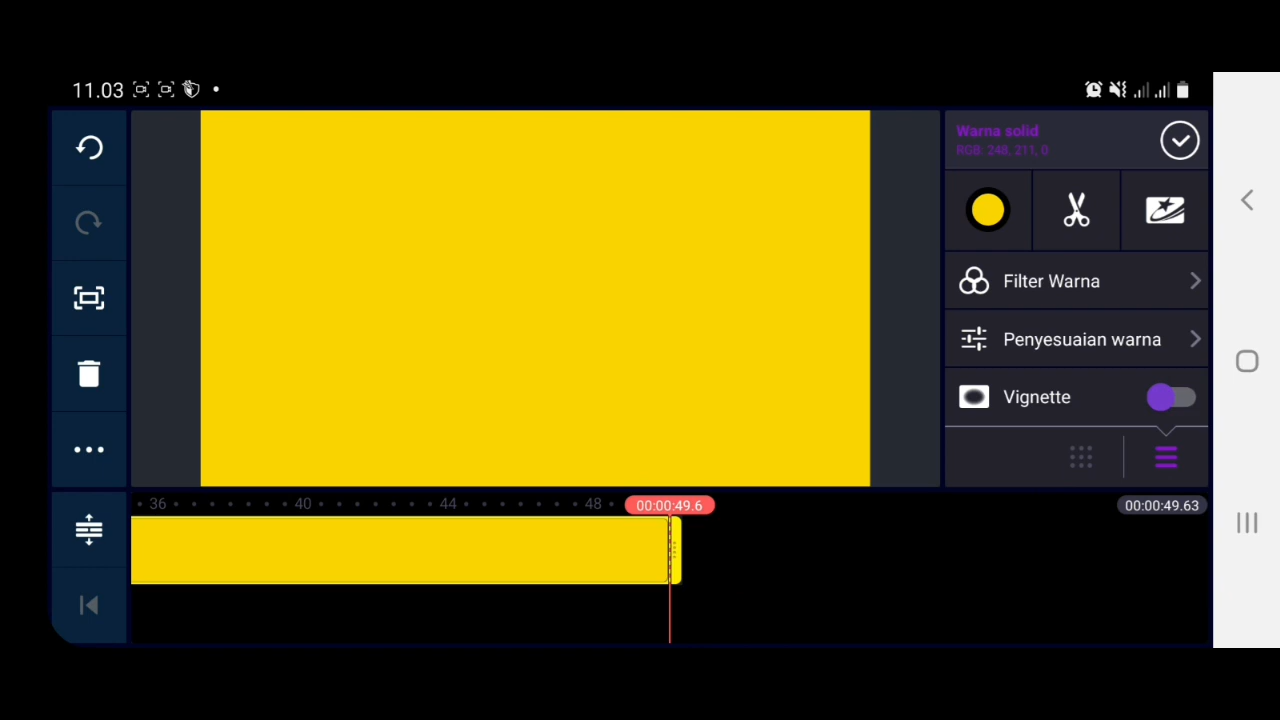 11.03
Warna solid
RGB: 248, 211, 0
Filter Warna
Penyesuaian warna
Vignette
36 40 44 48 00:00:49.6 00:00:49.63